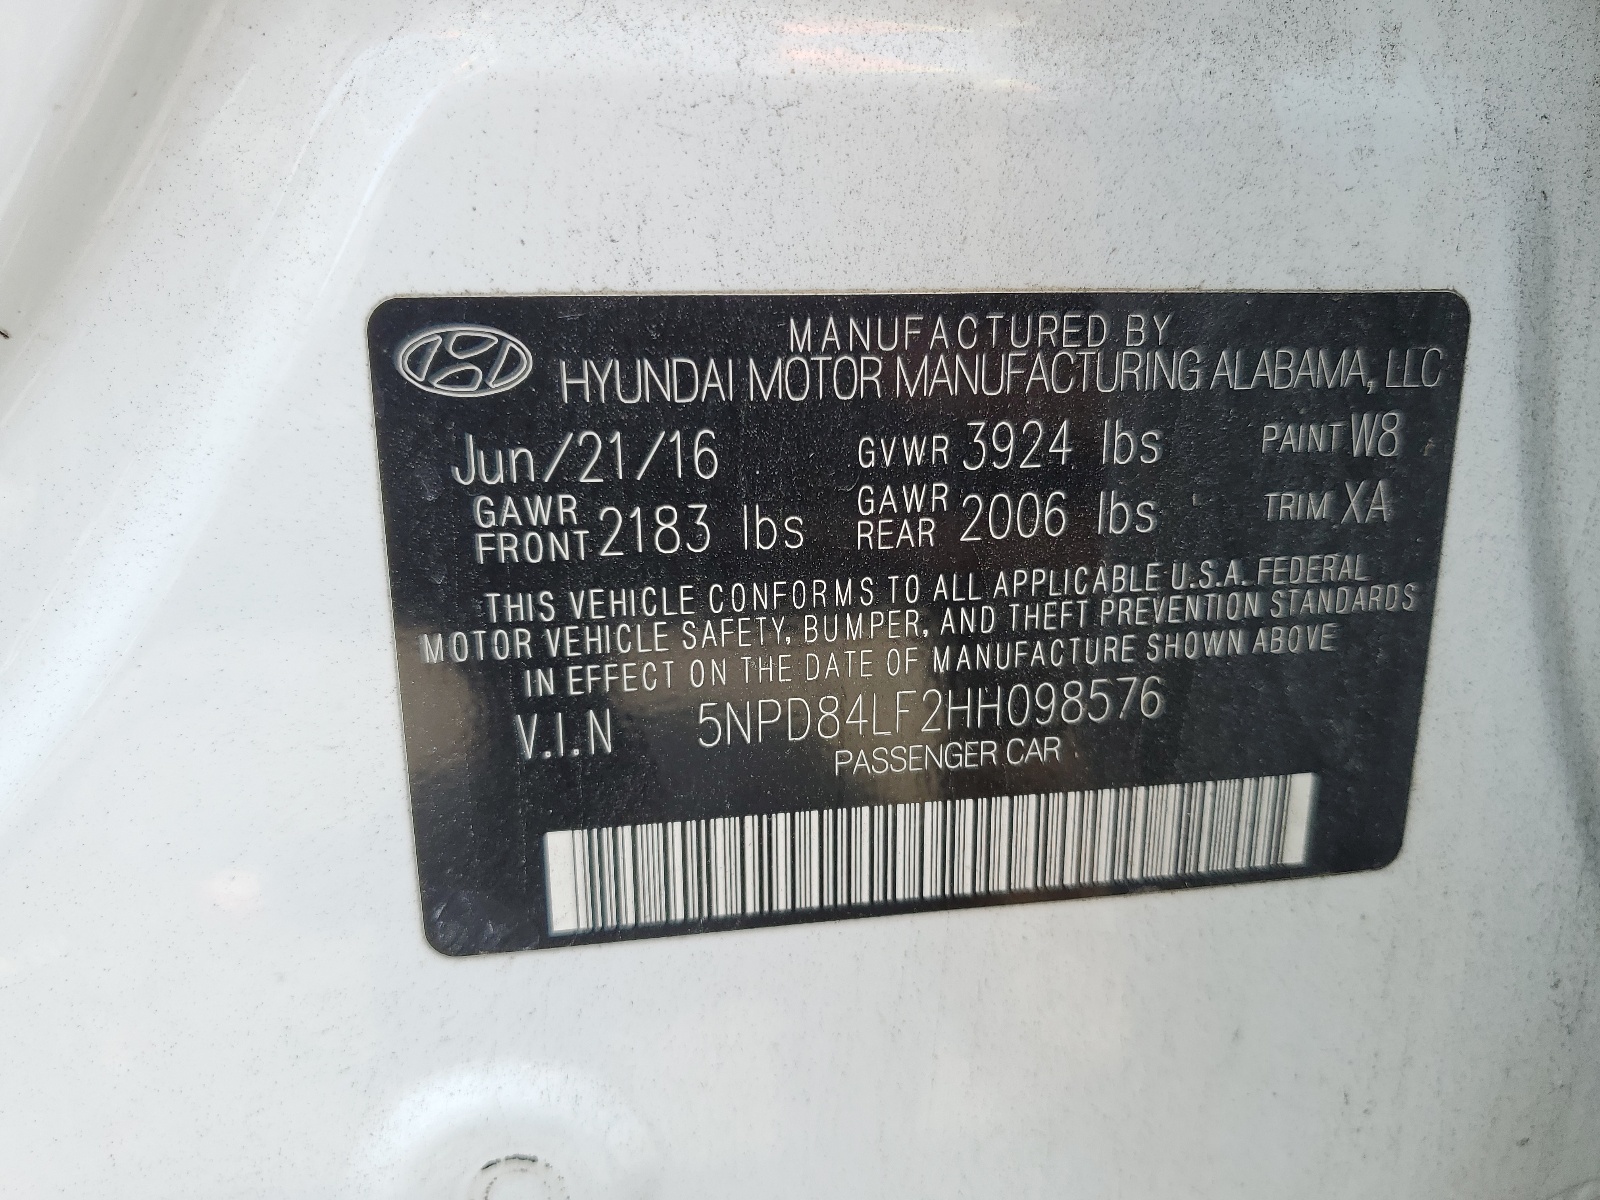 MANUFACTURED BY
HYUNDAI MOTOR MANUFACTURING ALABAMA, LLC
Jun/21/16 GVWR 3924 lbs PAINT W8
GAWR FRONT 2183 lbs GAWR REAR 2006 lbs TRIM XA
THIS VEHICLE CONFORMS TO ALL APPLICABLE U.S.A. FEDERAL
MOTOR VEHICLE SAFETY, BUMPER, AND THEFT PREVENTION STANDARDS
IN EFFECT ON THE DATE OF MANUFACTURE SHOWN ABOVE
V.I.N 5NPD84LF2HH098576
PASSENGER CAR